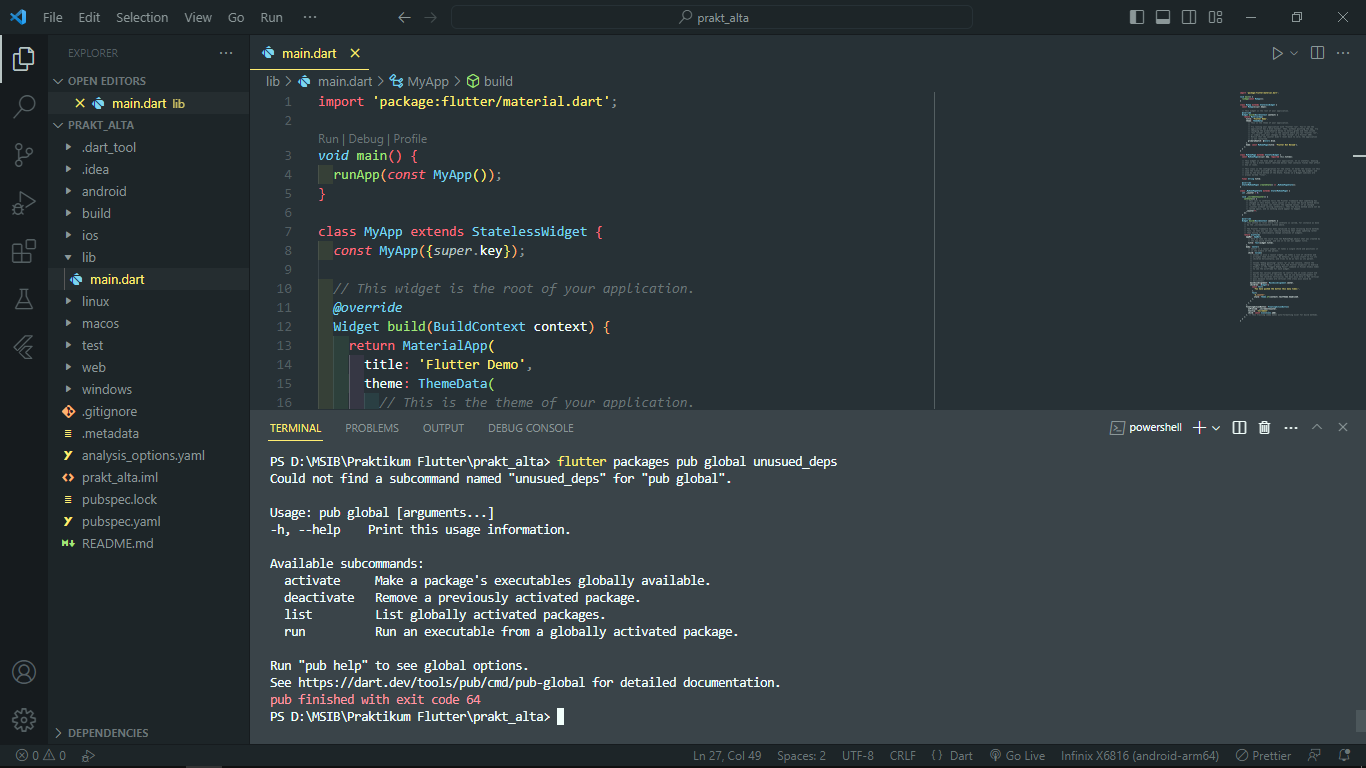 File Edit Selection View Go Run ··· prakt_alta
EXPLORER
OPEN EDITORS
main.dart lib
PRAKT_ALTA
.dart_tool
.idea
android
build
ios
lib
main.dart
linux
macos
test
web
windows
.gitignore
.metadata
analysis_options.yaml
prakt_alta.iml
pubspec.lock
pubspec.yaml
README.md
DEPENDENCIES
main.dart
lib > main.dart > MyApp > build
1 import 'package:flutter/material.dart';
2
Run | Debug | Profile
3 void main() {
4 runApp(const MyApp());
5 }
6
7 class MyApp extends StatelessWidget {
8 const MyApp({super.key});
9
10 // This widget is the root of your application.
11 @override
12 Widget build(BuildContext context) {
13 return MaterialApp(
14 title: 'Flutter Demo',
15 theme: ThemeData(
16 // This is the theme of your application.
TERMINAL PROBLEMS OUTPUT DEBUG CONSOLE powershell
PS D:\MSIB\Praktikum Flutter\prakt_alta> flutter packages pub global unusued_deps
Could not find a subcommand named "unusued_deps" for "pub global".
Usage: pub global [arguments...]
-h, --help Print this usage information.
Available subcommands:
activate Make a package's executables globally available.
deactivate Remove a previously activated package.
list List globally activated packages.
run Run an executable from a globally activated package.
Run "pub help" to see global options.
See https://dart.dev/tools/pub/cmd/pub-global for detailed documentation.
pub finished with exit code 64
PS D:\MSIB\Praktikum Flutter\prakt_alta>
0 0 Ln 27, Col 49 Spaces: 2 UTF-8 CRLF {} Dart Go Live Infinix X6816 (android-arm64) Prettier